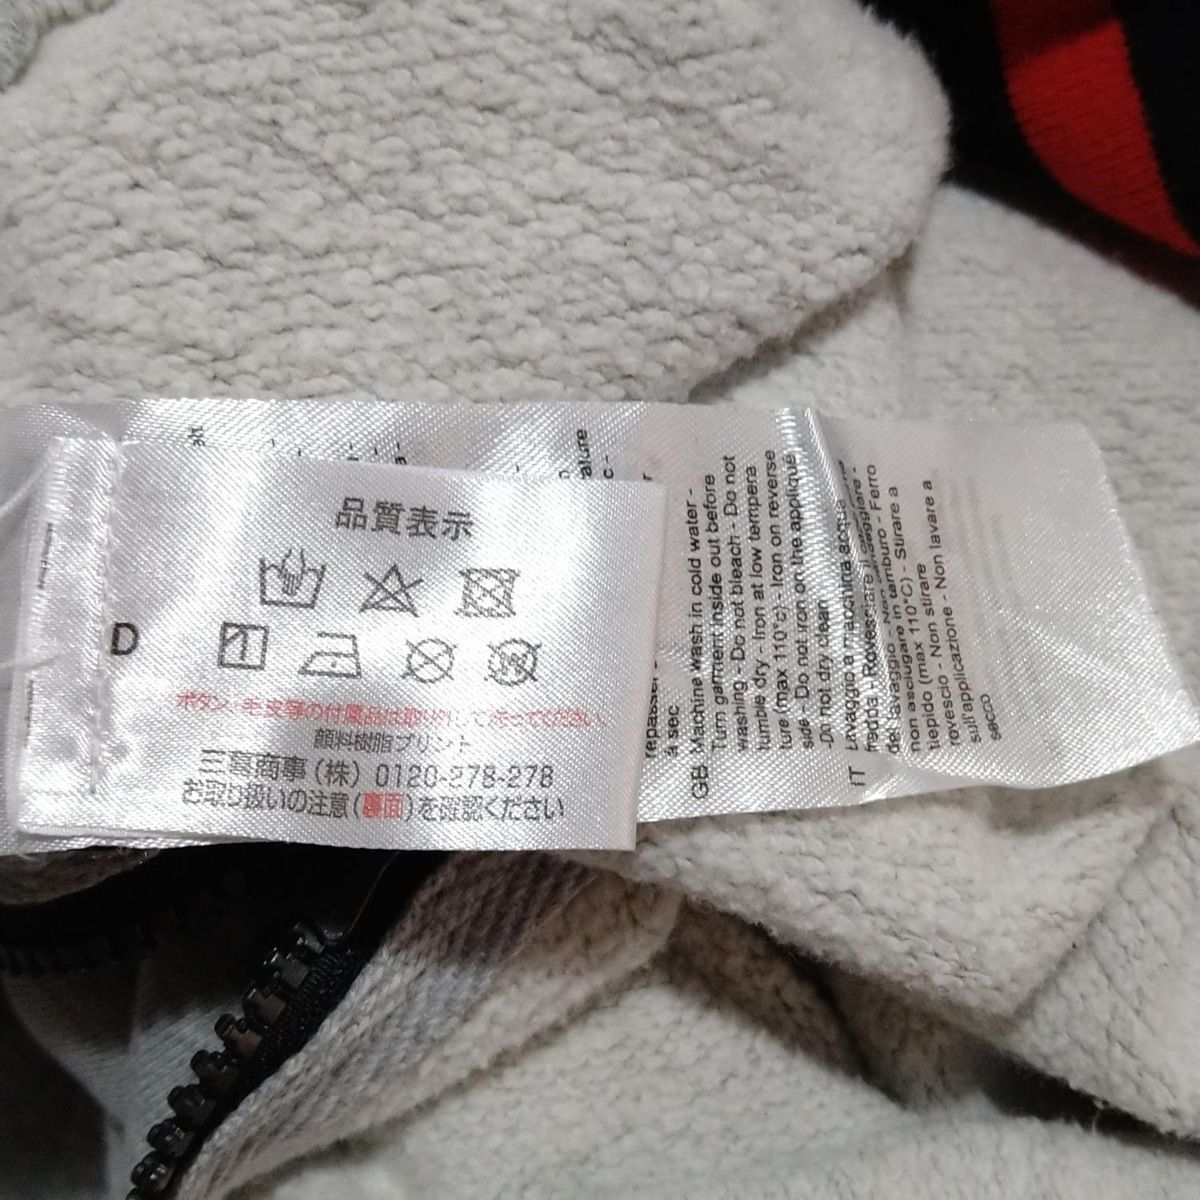 品質表示
D
ボタン、毛皮等の付属品は取り外して洗ってください。
顔料樹脂プリント
三喜商事(株) 0120-278-278
お取り扱いの注意(裏面)を確認ください
repasser
à sec
GB Machine wash in cold water -
Turn garment inside out before
washing - Do not bleach - Do not
tumble dry - Iron at low tempera
ture (max 110°c) - Iron on reverse
side - Do not iron on the appliqué
-Do not dry clean
IT Lavaggio a macchina acqua
fredda - Rovesciare il
del lavaggio - Non candeggiare -
non asciugare in tamburo - Ferro
tiepido (max 110°C) - Stirare a
rovescio - Non stirare
sull'applicazione - Non lavare a
secco